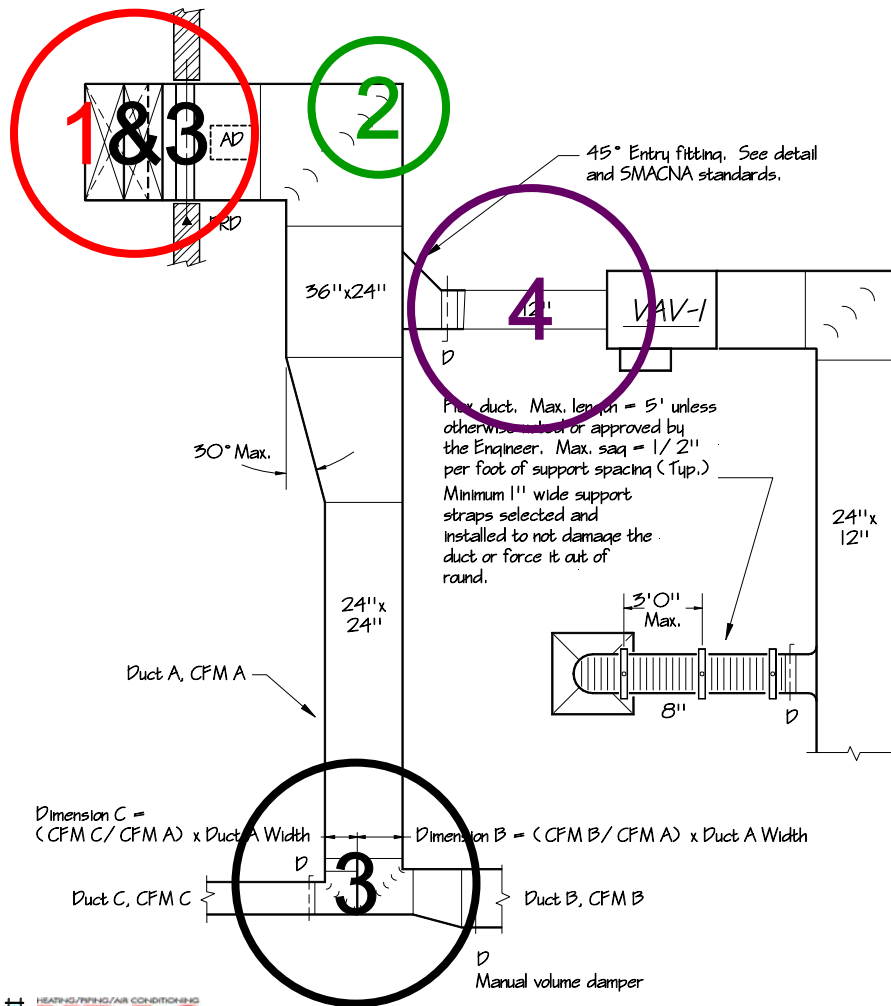 1&3
2
AD
FRD
45° Entry fitting. See detail
and SMACNA standards.
36"x24"
4
12"
VAV-1
D
30° Max.
Flex duct. Max. length = 5' unless
otherwise noted or approved by
the Engineer. Max. sag = 1/2"
per foot of support spacing (Typ.)
Minimum 1" wide support
straps selected and
installed to not damage the
duct or force it out of
round.
24"x
12"
24"x
24"
3'0"
Max.
Duct A, CFM A
8"
D
Dimension C =
(CFM C/ CFM A) x Duct A Width
Dimension B = (CFM B/ CFM A) x Duct A Width
D
3
Duct C, CFM C
Duct B, CFM B
D
Manual volume damper
HEATING/PIPING/AIR CONDITIONING